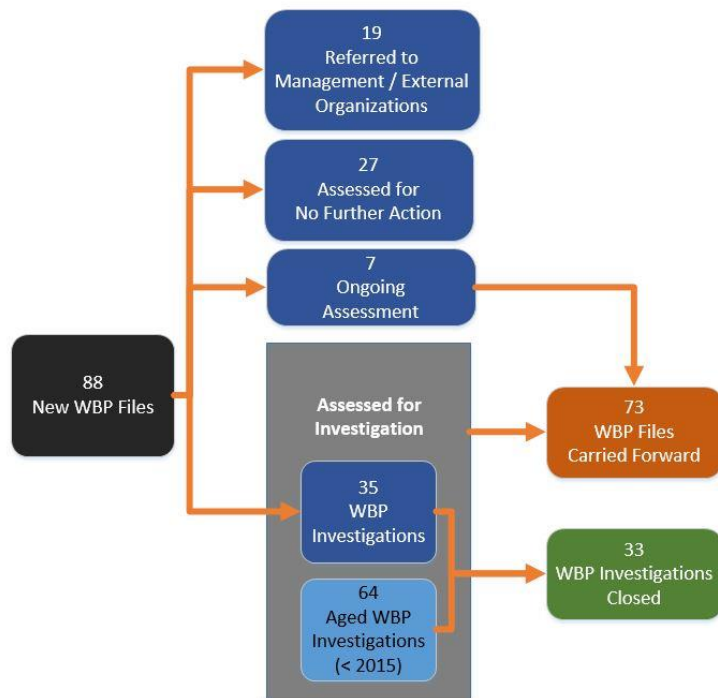 19
Referred to
Management / External
Organizations
27
Assessed for
No Further Action
7
Ongoing
Assessment
88
New WBP Files
Assessed for
Investigation
73
WBP Files
Carried Forward
35
WBP
Investigations
33
WBP Investigations
Closed
64
Aged WBP
Investigations
(< 2015)